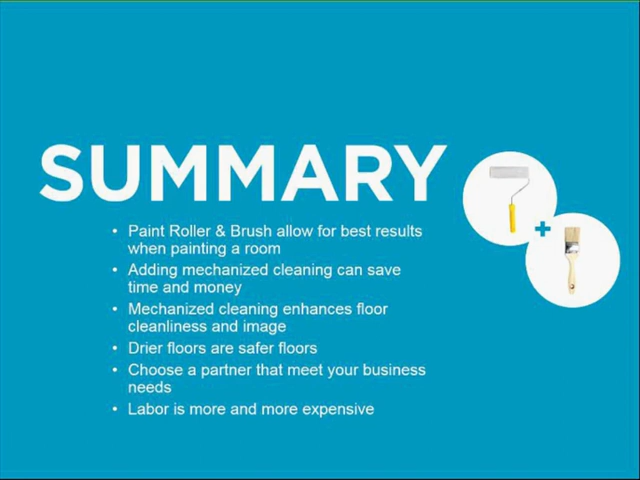 SUMMARY
• Paint Roller & Brush allow for best results
when painting a room
• Adding mechanized cleaning can save
time and money
• Mechanized cleaning enhances floor
cleanliness and image
• Drier floors are safer floors
• Choose a partner that meet your business
needs
• Labor is more and more expensive